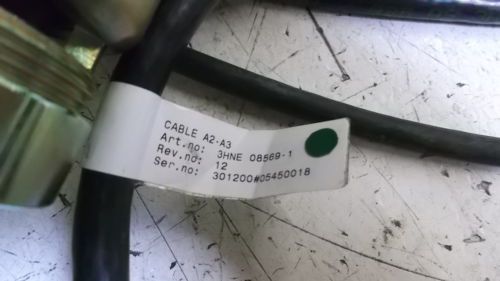 CABLE A2-A3
Art.no: 3HNE 08569-1
Rev.no: 12
Ser.no: 301200#05450018